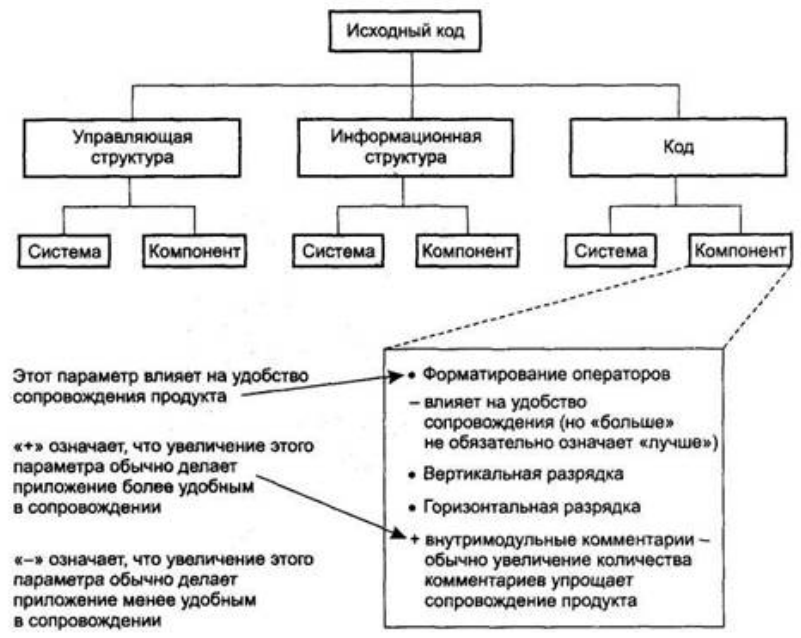 Исходный код
Управляющая
структура
Информационная
структура
Код
Система
Компонент
Система
Компонент
Система
Компонент
Этот параметр влияет на удобство
сопровождения продукта
«+» означает, что увеличение этого
параметра обычно делает
приложение более удобным
в сопровождении
«–» означает, что увеличение этого
параметра обычно делает
приложение менее удобным
в сопровождении
• Форматирование операторов
– влияет на удобство
сопровождения (но «больше»
не обязательно означает «лучше»)
• Вертикальная разрядка
• Горизонтальная разрядка
+ внутримодульные комментарии –
обычно увеличение количества
комментариев упрощает
сопровождение продукта